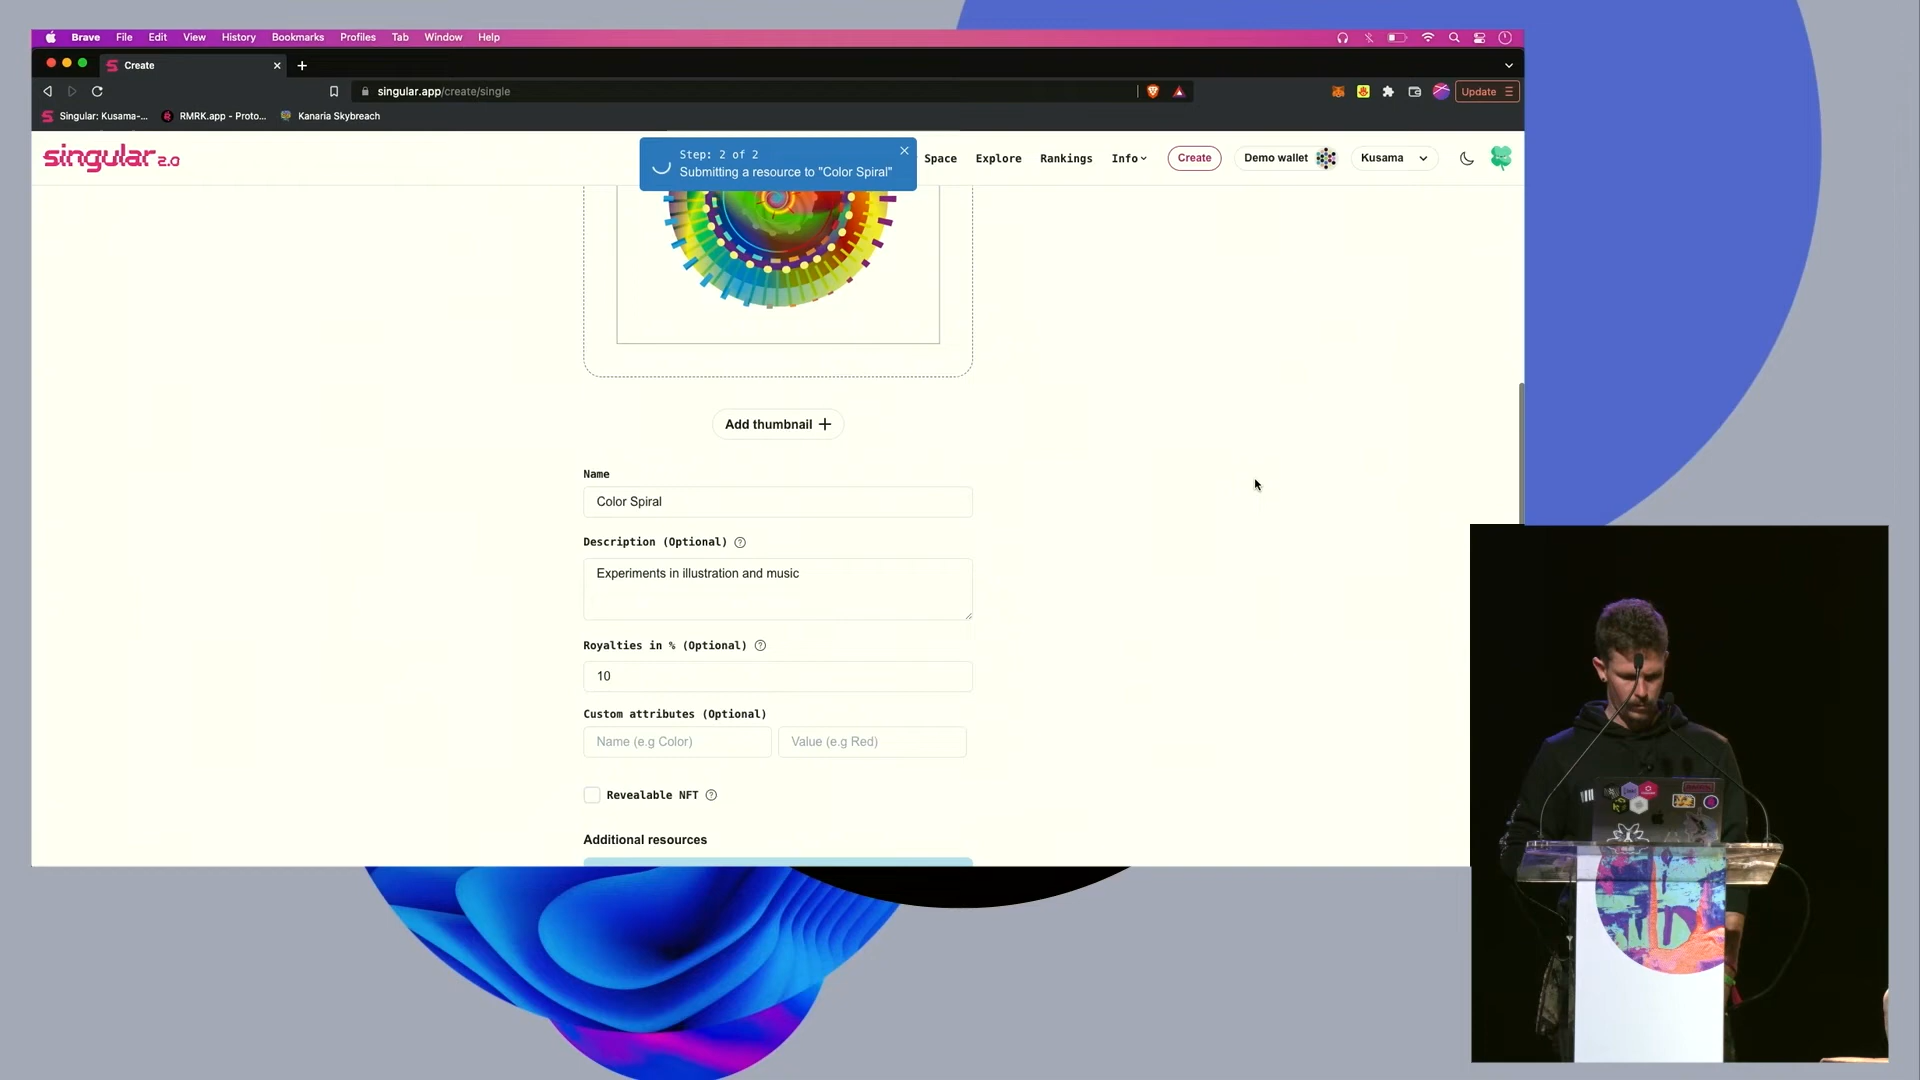 Brave File Edit View History Bookmarks Profiles Tab Window Help
Create
singular.app/create/single
Update
Singular: Kusama-... RMRK.app - Proto... Kanaria Skybreach
singular 2.0
Step: 2 of 2
Submitting a resource to "Color Spiral"
Space Explore Rankings Info Create Demo wallet Kusama
Add thumbnail +
Name
Color Spiral
Description (Optional)
Experiments in illustration and music
Royalties in % (Optional)
10
Custom attributes (Optional)
Name (e.g Color) Value (e.g Red)
Revealable NFT
Additional resources